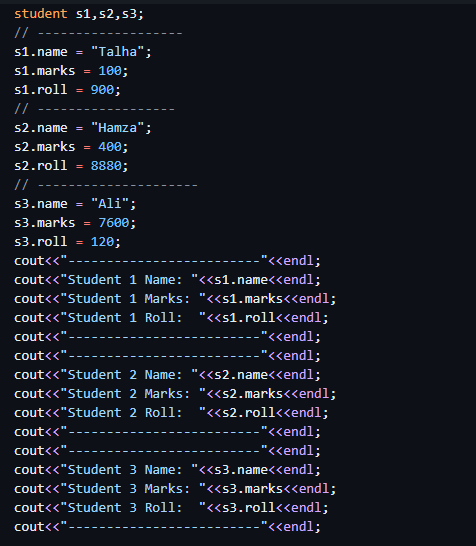 student s1,s2,s3;
// -------------------
s1.name = "Talha";
s1.marks = 100;
s1.roll = 900;
// ------------------
s2.name = "Hamza";
s2.marks = 400;
s2.roll = 8880;
// ---------------------
s3.name = "Ali";
s3.marks = 7600;
s3.roll = 120;
cout<<"-------------------------"<<endl;
cout<<"Student 1 Name: "<<s1.name<<endl;
cout<<"Student 1 Marks: "<<s1.marks<<endl;
cout<<"Student 1 Roll:  "<<s1.roll<<endl;
cout<<"-------------------------"<<endl;
cout<<"-------------------------"<<endl;
cout<<"Student 2 Name: "<<s2.name<<endl;
cout<<"Student 2 Marks: "<<s2.marks<<endl;
cout<<"Student 2 Roll:  "<<s2.roll<<endl;
cout<<"-------------------------"<<endl;
cout<<"-------------------------"<<endl;
cout<<"Student 3 Name: "<<s3.name<<endl;
cout<<"Student 3 Marks: "<<s3.marks<<endl;
cout<<"Student 3 Roll:  "<<s3.roll<<endl;
cout<<"-------------------------"<<endl;